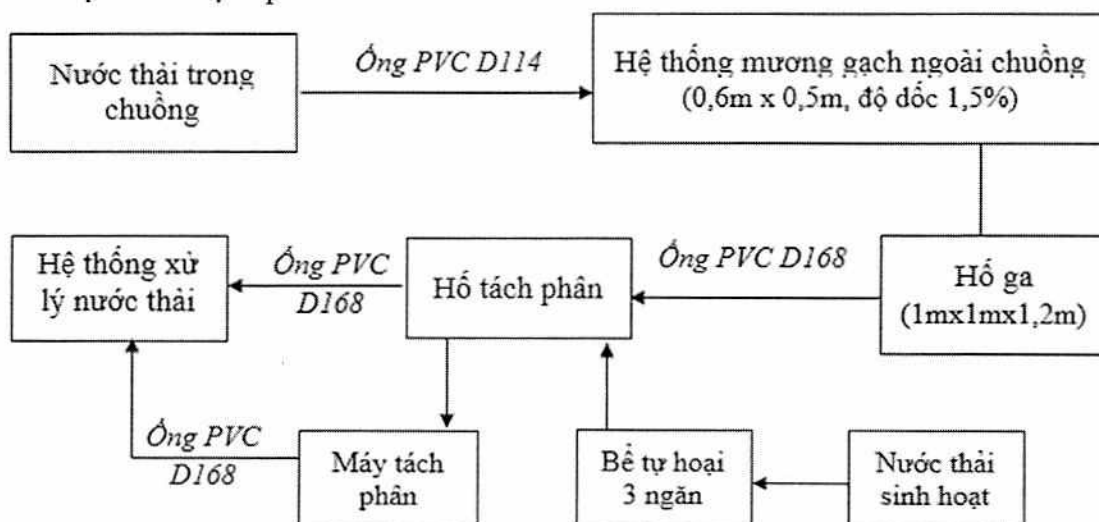 Nước thải trong
chuồng
Ống PVC D114
Hệ thống mương gạch ngoài chuồng
(0,6m x 0,5m, độ dốc 1,5%)
Hệ thống xử
lý nước thải
Ống PVC
D168
Hố tách phân
Ống PVC D168
Hố ga
(1mx1mx1,2m)
Ống PVC
D168
Máy tách
phân
Bể tự hoại
3 ngăn
Nước thải
sinh hoạt